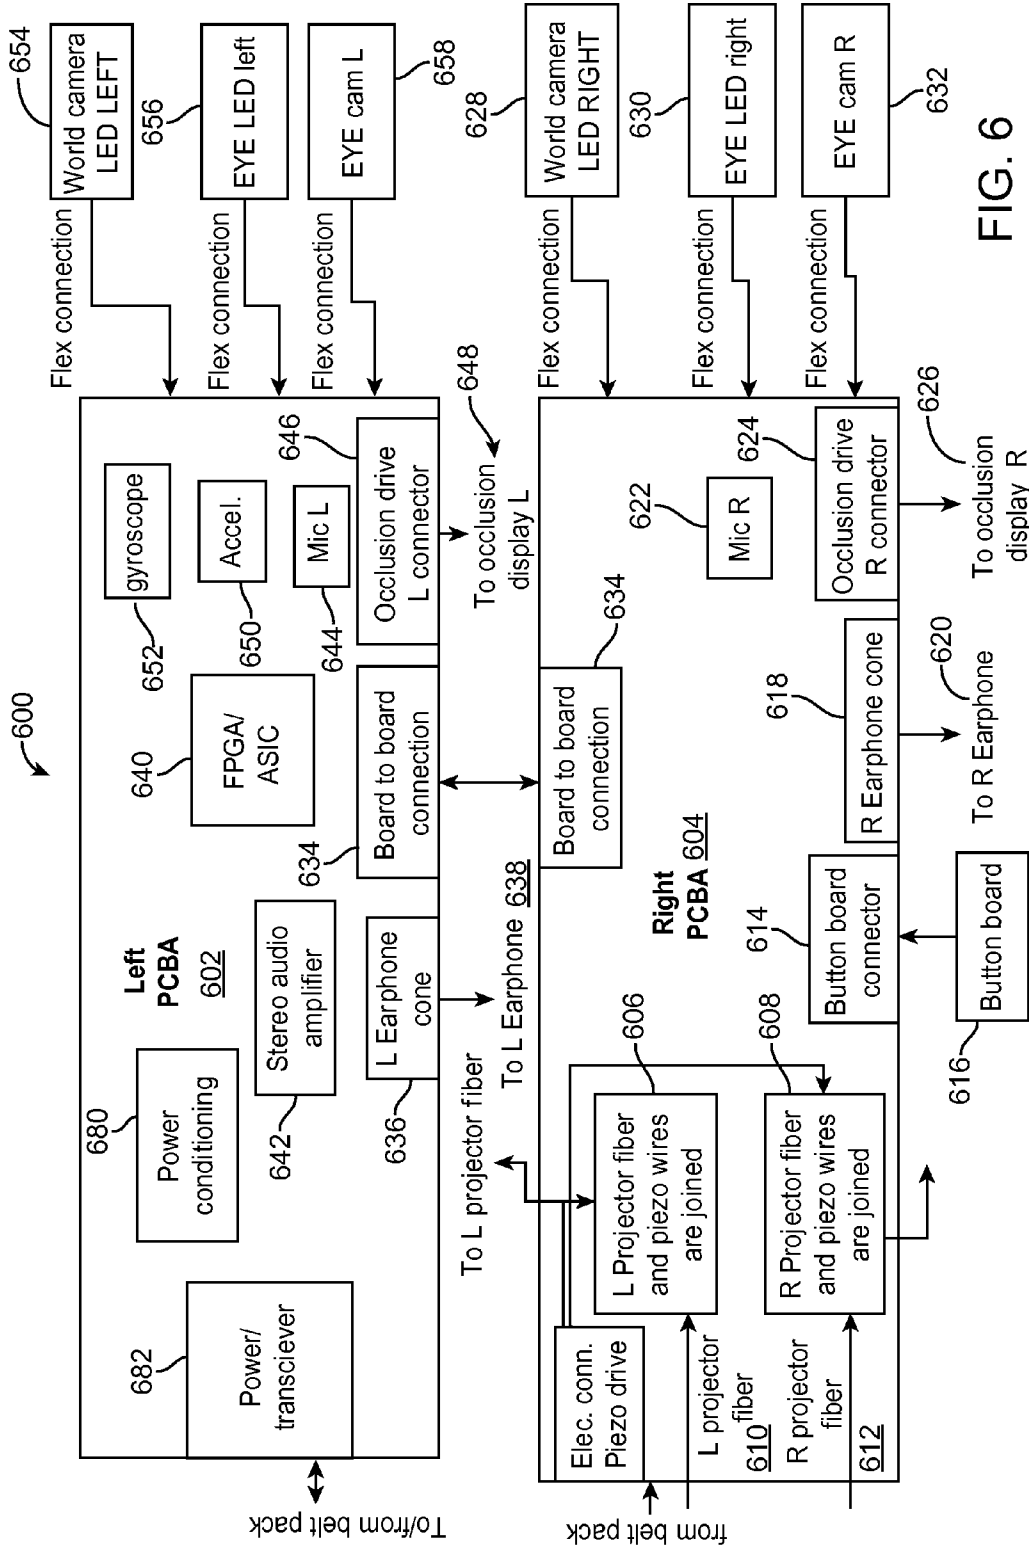 600
To/from belt pack
682
Power/
transciever
680
Power
conditioning
Left
PCBA
602
642
Stereo audio
amplifier
636
L Earphone
cone
To L Earphone 638
640
FPGA/
ASIC
634
Board to board
connection
652
gyroscope
650
Accel.
644
Mic L
646
Occlusion drive
L connector
To occlusion
display L
648
Flex connection
World camera
LED LEFT
654
Flex connection
EYE LED left
656
Flex connection
EYE cam L
658
To L projector fiber
from belt pack
Elec. conn.
Piezo drive
L projector
fiber
610
R projector
fiber
612
L Projector fiber
and piezo wires
are joined
606
R Projector fiber
and piezo wires
are joined
608
Right
PCBA 604
Board to board
connection
634
614
Button board
connector
Button board
616
618
R Earphone cone
To R Earphone
620
622
Mic R
624
Occlusion drive
R connector
To occlusion
display R
626
Flex connection
World camera
LED RIGHT
628
Flex connection
EYE LED right
630
Flex connection
EYE cam R
632
FIG. 6